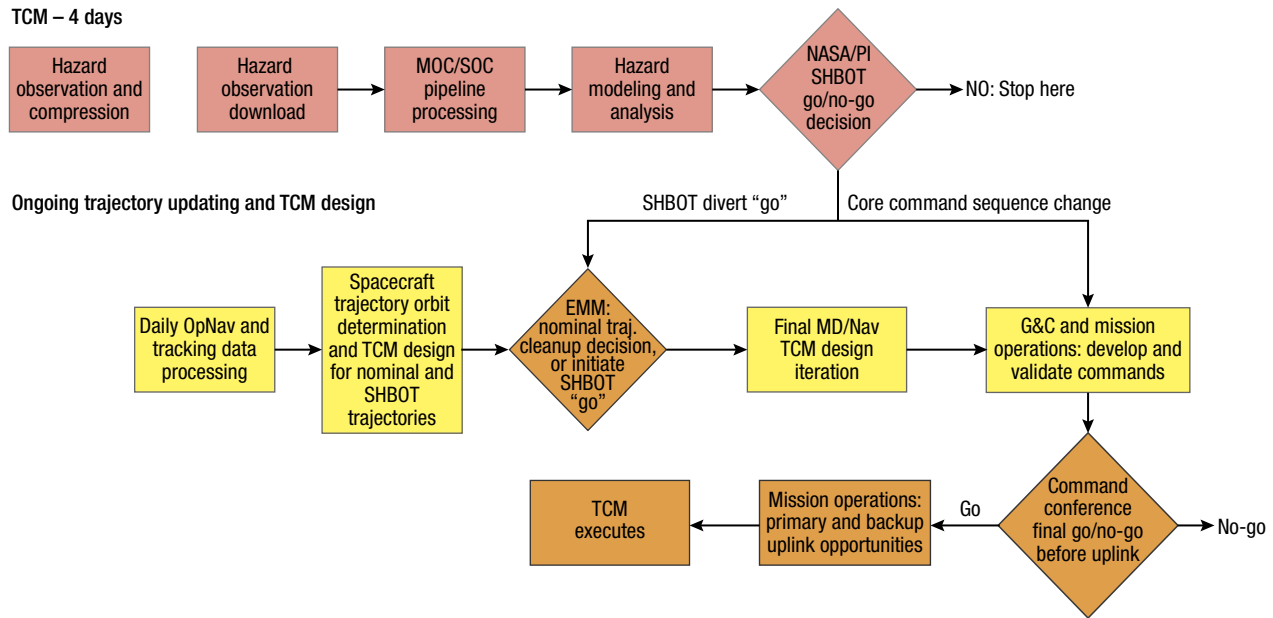 TCM – 4 days
Hazard
observation and
compression
Hazard
observation
download
MOC/SOC
pipeline
processing
Hazard
modeling and
analysis
NASA/PI
SHBOT
go/no-go
decision
NO: Stop here
Ongoing trajectory updating and TCM design
SHBOT divert “go”
Core command sequence change
Daily OpNav and
tracking data
processing
Spacecraft
trajectory orbit
determination
and TCM design
for nominal and
SHBOT
trajectories
EMM:
nominal traj.
cleanup decision,
or initiate
SHBOT
“go”
Final MD/Nav
TCM design
iteration
G&C and mission
operations: develop and
validate commands
TCM
executes
Mission operations:
primary and backup
uplink opportunities
Go
Command
conference
final go/no-go
before uplink
No-go